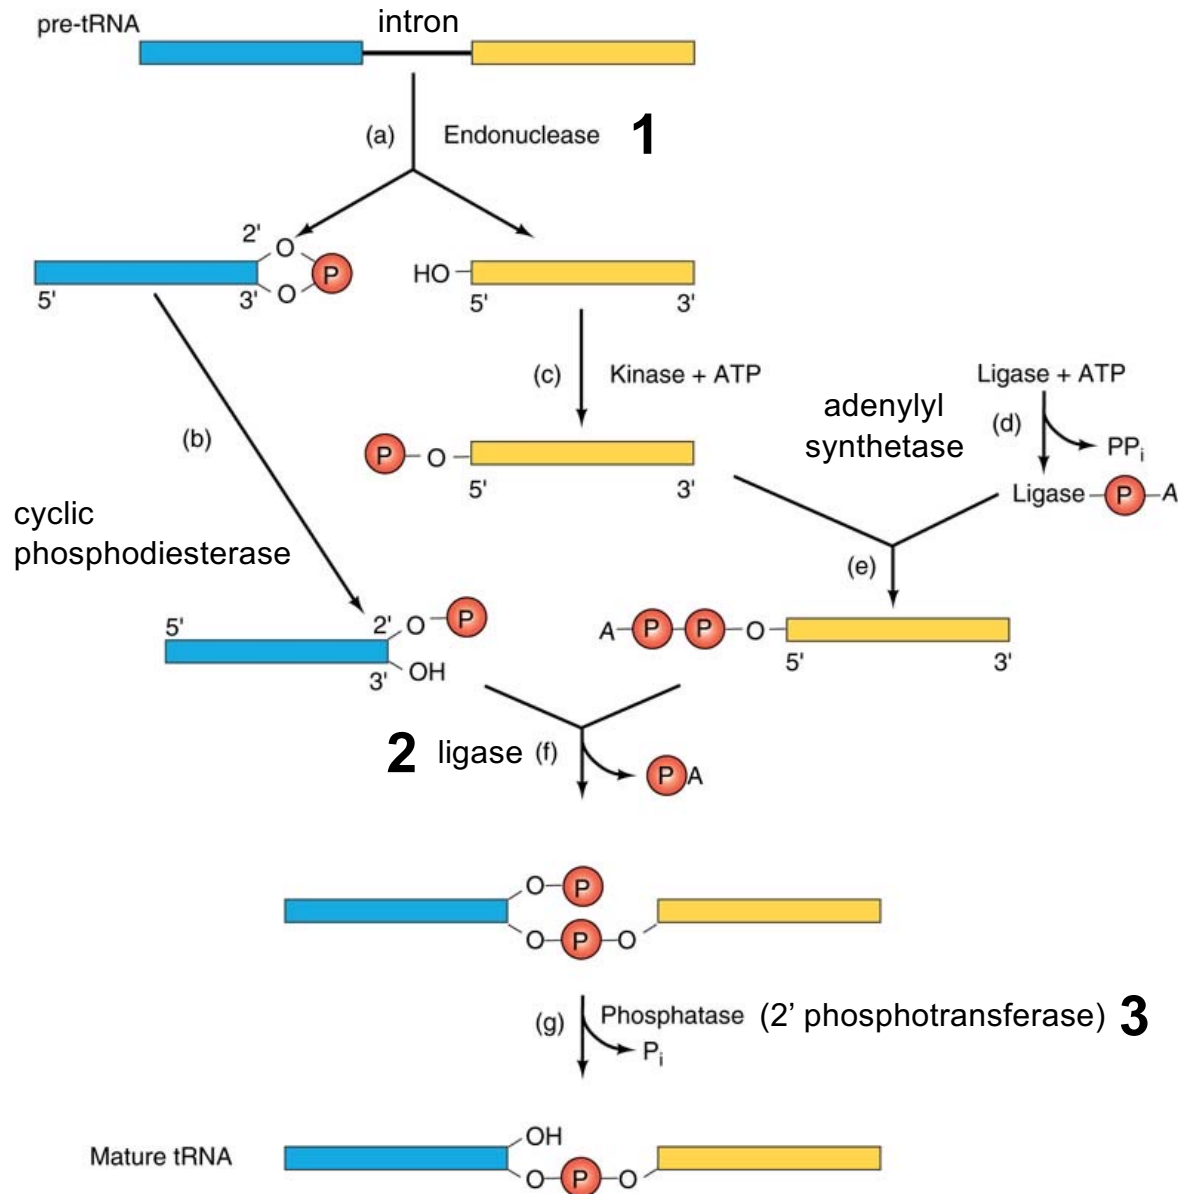 pre-tRNA
intron
(a) Endonuclease 1
2'
O
P
O
5'
3'
HO
5'
3'
(c) Kinase + ATP
Ligase + ATP
adenylyl
synthetase
(d)
PPi
(b)
P O
5'
3'
Ligase P A
cyclic
phosphodiesterase
(e)
5'
2' O P
3' OH
A P P O
5'
3'
2 ligase (f)
P A
O P
O P O
(g) Phosphatase (2’ phosphotransferase) 3
Pi
Mature tRNA
OH
O P O